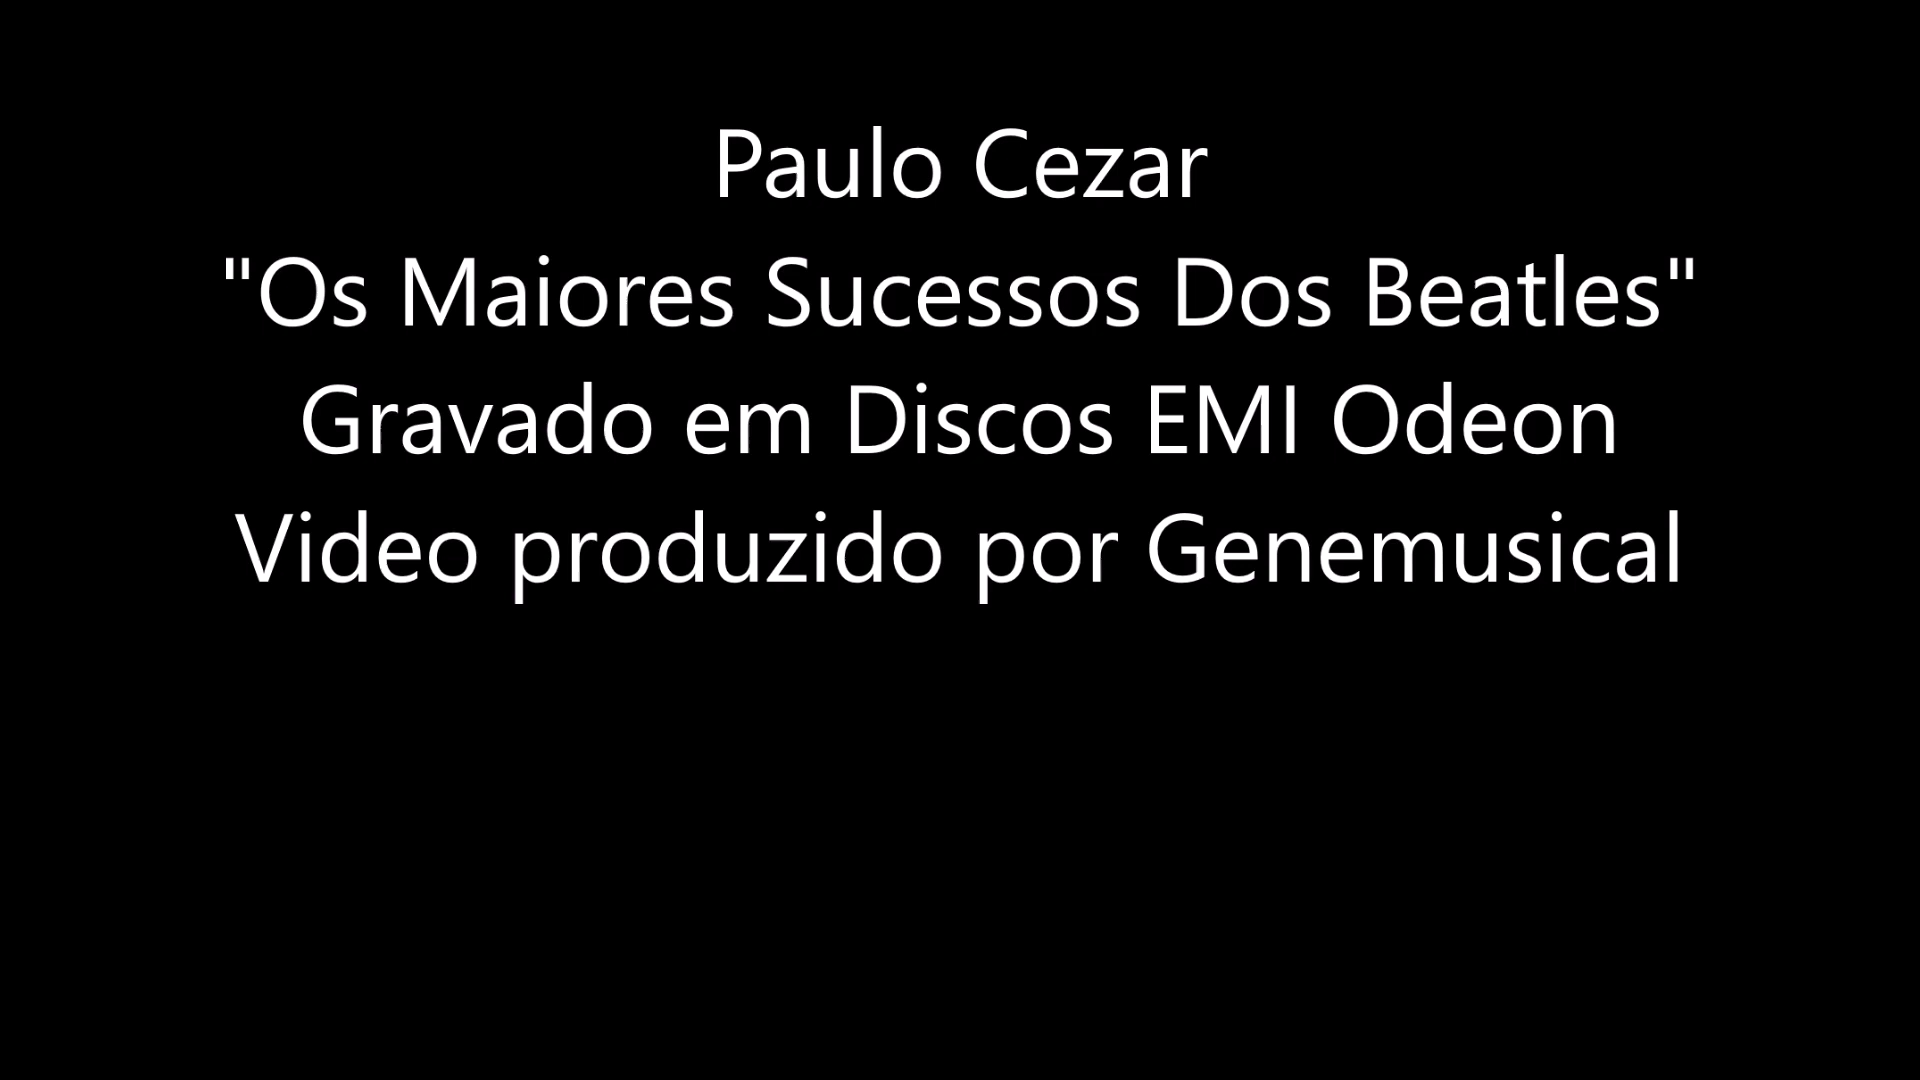 Paulo Cezar
"Os Maiores Sucessos Dos Beatles"
Gravado em Discos EMI Odeon
Video produzido por Genemusical